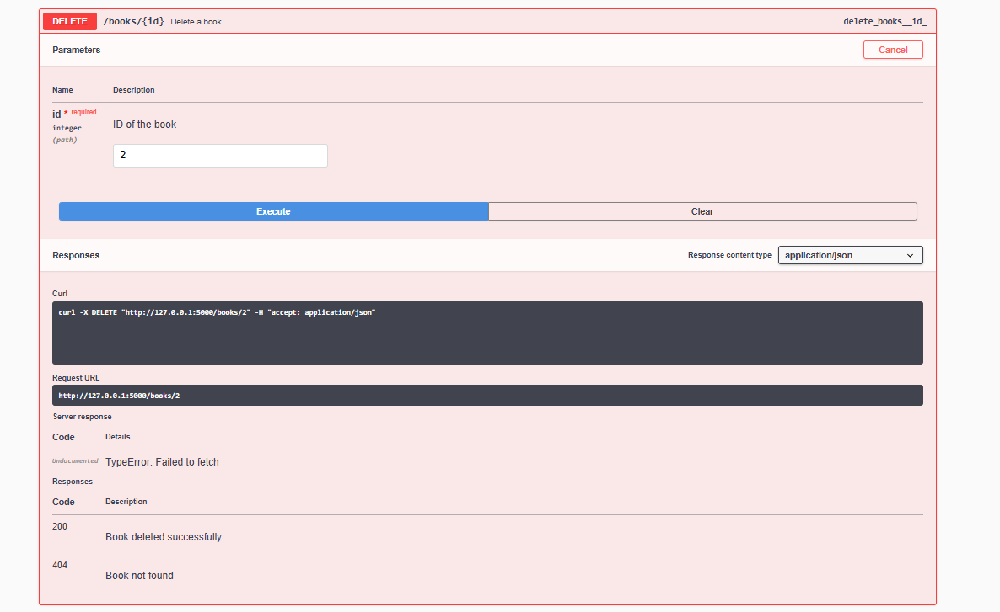 DELETE /books/{id} Delete a book delete_books__id_
Parameters Cancel
Name Description
id * required
integer
(path)
ID of the book
2
Execute Clear
Responses Response content type application/json
Curl
curl -X DELETE "http://127.0.0.1:5000/books/2" -H "accept: application/json"
Request URL
http://127.0.0.1:5000/books/2
Server response
Code Details
Undocumented TypeError: Failed to fetch
Responses
Code Description
200
Book deleted successfully
404
Book not found